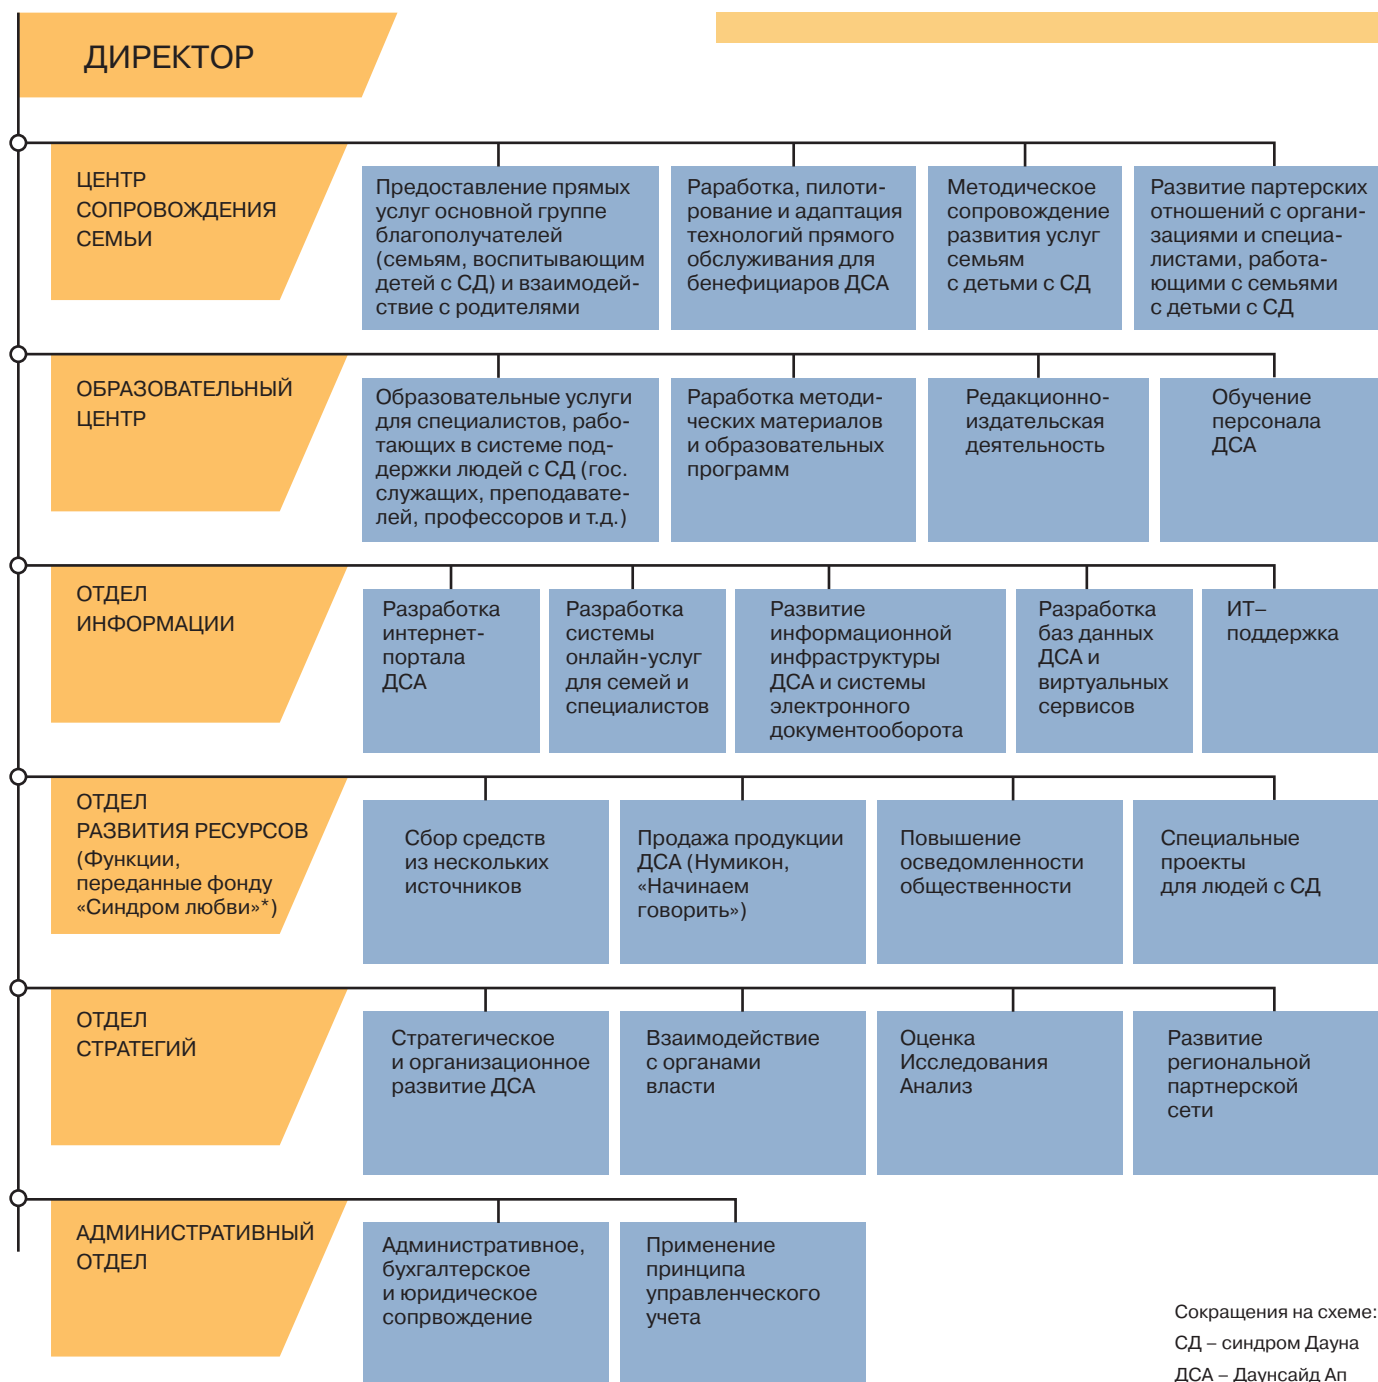 ДИРЕКТОР
ЦЕНТР
СОПРОВОЖДЕНИЯ
СЕМЬИ
Предоставление прямых
услуг основной группе
благополучателей
(семьям, воспитывающим
детей с СД) и взаимодей-
ствие с родителями
Раработка, пилоти-
рование и адаптация
технологий прямого
обслуживания для
бенефициаров ДСА
Методическое
сопровождение
развития услуг
семьям
с детьми с СД
Развитие партерских
отношений с органи-
зациями и специа-
листами, работа-
ющими с семьями
с детьми с СД
ОБРАЗОВАТЕЛЬНЫЙ
ЦЕНТР
Образовательные услуги
для специалистов, рабо-
тающих в системе под-
держки людей с СД (гос.
служащих, преподавате-
лей, профессоров и т.д.)
Раработка методи-
ческих материалов
и образовательных
программ
Редакционно-
издательская
деятельность
Обучение
персонала
ДСА
ОТДЕЛ
ИНФОРМАЦИИ
Разработка
интернет-
портала
ДСА
Разработка
системы
онлайн-услуг
для семей и
специалистов
Развитие
информационной
инфраструктуры
ДСА и системы
электронного
документооборота
Разработка
баз данных
ДСА и
виртуальных
сервисов
ИТ–
поддержка
ОТДЕЛ
РАЗВИТИЯ РЕСУРСОВ
(Функции,
переданные фонду
«Синдром любви»*)
Сбор средств
из нескольких
источников
Продажа продукции
ДСА (Нумикон,
«Начинаем
говорить»)
Повышение
осведомленности
общественности
Специальные
проекты
для людей с СД
ОТДЕЛ
СТРАТЕГИЙ
Стратегическое
и организационное
развитие ДСА
Взаимодействие
с органами
власти
Оценка
Исследования
Анализ
Развитие
региональной
партнерской
сети
АДМИНИСТРАТИВНЫЙ
ОТДЕЛ
Административное,
бухгалтерское
и юридическое
сопрвождение
Применение
принципа
управленческого
учета
Сокращения на схеме:
СД – синдром Дауна
ДСА – Даунсайд Ап